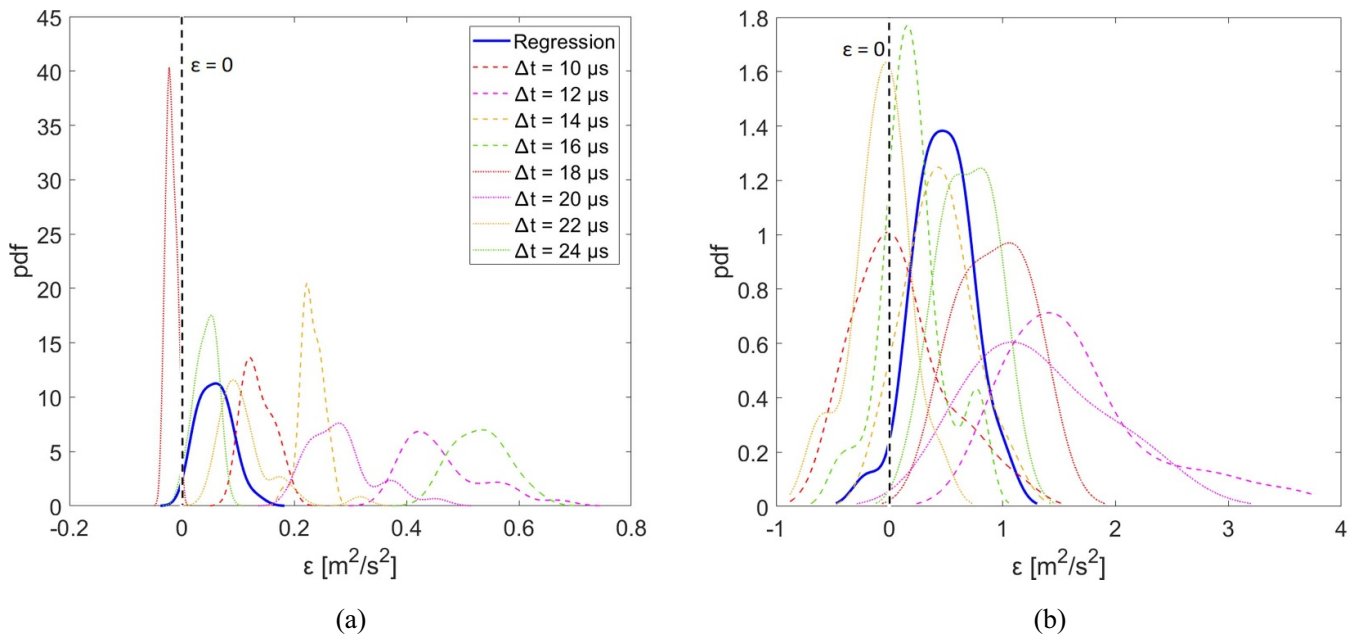 45
40
35
30
25
20
15
10
5
0
pdf
-0.2
0
0.2
0.4
0.6
0.8
ε [m²/s²]
ε = 0
Regression
Δt = 10 μs
Δt = 12 μs
Δt = 14 μs
Δt = 16 μs
Δt = 18 μs
Δt = 20 μs
Δt = 22 μs
Δt = 24 μs
(a)
1.8
1.6
1.4
1.2
1
0.8
0.6
0.4
0.2
0
pdf
-1
0
1
2
3
4
ε [m²/s²]
ε = 0
(b)